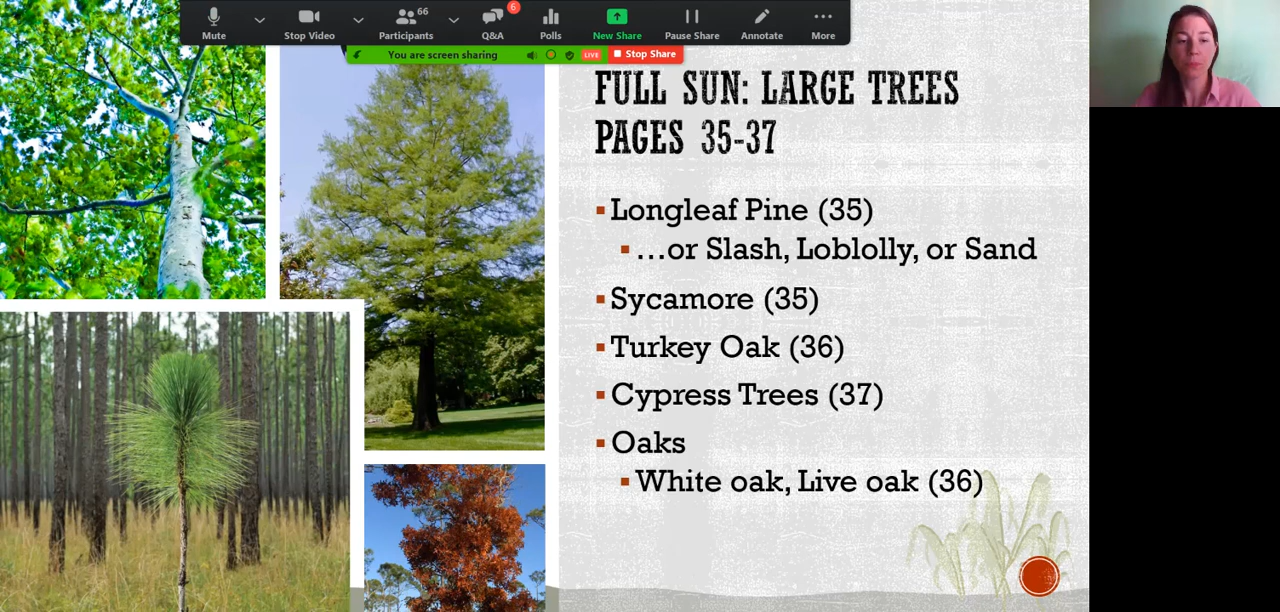 66
6
Mute
Stop Video
Participants
Q&A
Polls
New Share
Pause Share
Annotate
More
You are screen sharing
LIVE
Stop Share
FULL SUN: LARGE TREES
PAGES 35-37
Longleaf Pine (35)
...or Slash, Loblolly, or Sand
Sycamore (35)
Turkey Oak (36)
Cypress Trees (37)
Oaks
White oak, Live oak (36)